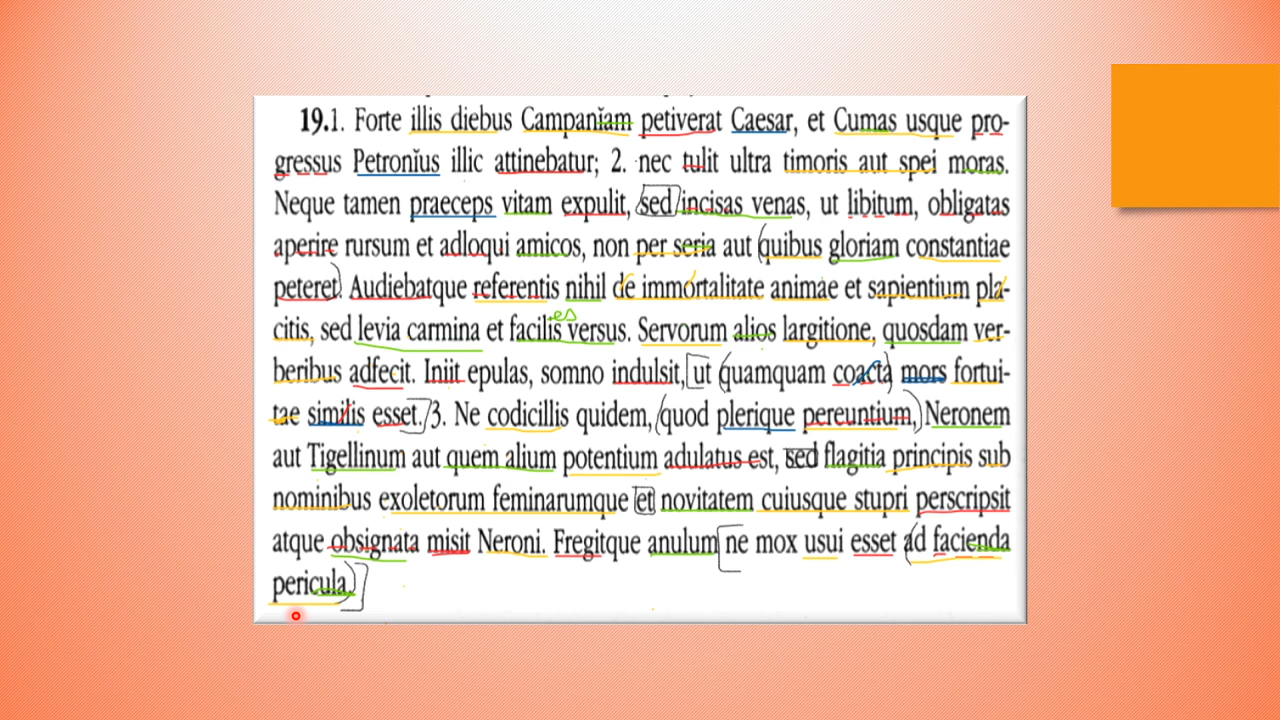 19.1. Forte illis diebus Campanĭam petiverat Caesar, et Cumas usque pro-
gressus Petronĭus illic attinebatur; 2. nec tulit ultra timoris aut spei moras.
Neque tamen praeceps vitam expulit, sed incisas venas, ut libitum, obligatas
aperire rursum et adloqui amicos, non per seria aut quibus gloriam constantiae
peteret. Audiebatque referentis nihil de immortalitate animae et sapientium pla-
es
citis, sed levia carmina et facilis versus. Servorum alios largitione, quosdam ver-
beribus adfecit. Iniit epulas, somno indulsit, ut (quamquam coacta) mors fortui-
tae similis esset. 3. Ne codicillis quidem, (quod plerique pereuntium,) Neronem
aut Tigellinum aut quem alium potentium adulatus est, sed flagitia principis sub
nominibus exoletorum feminarumque et novitatem cuiusque stupri perscripsit
atque obsignata misit Neroni. Fregitque anulum ne mox usui esset (ad facienda
pericula.)